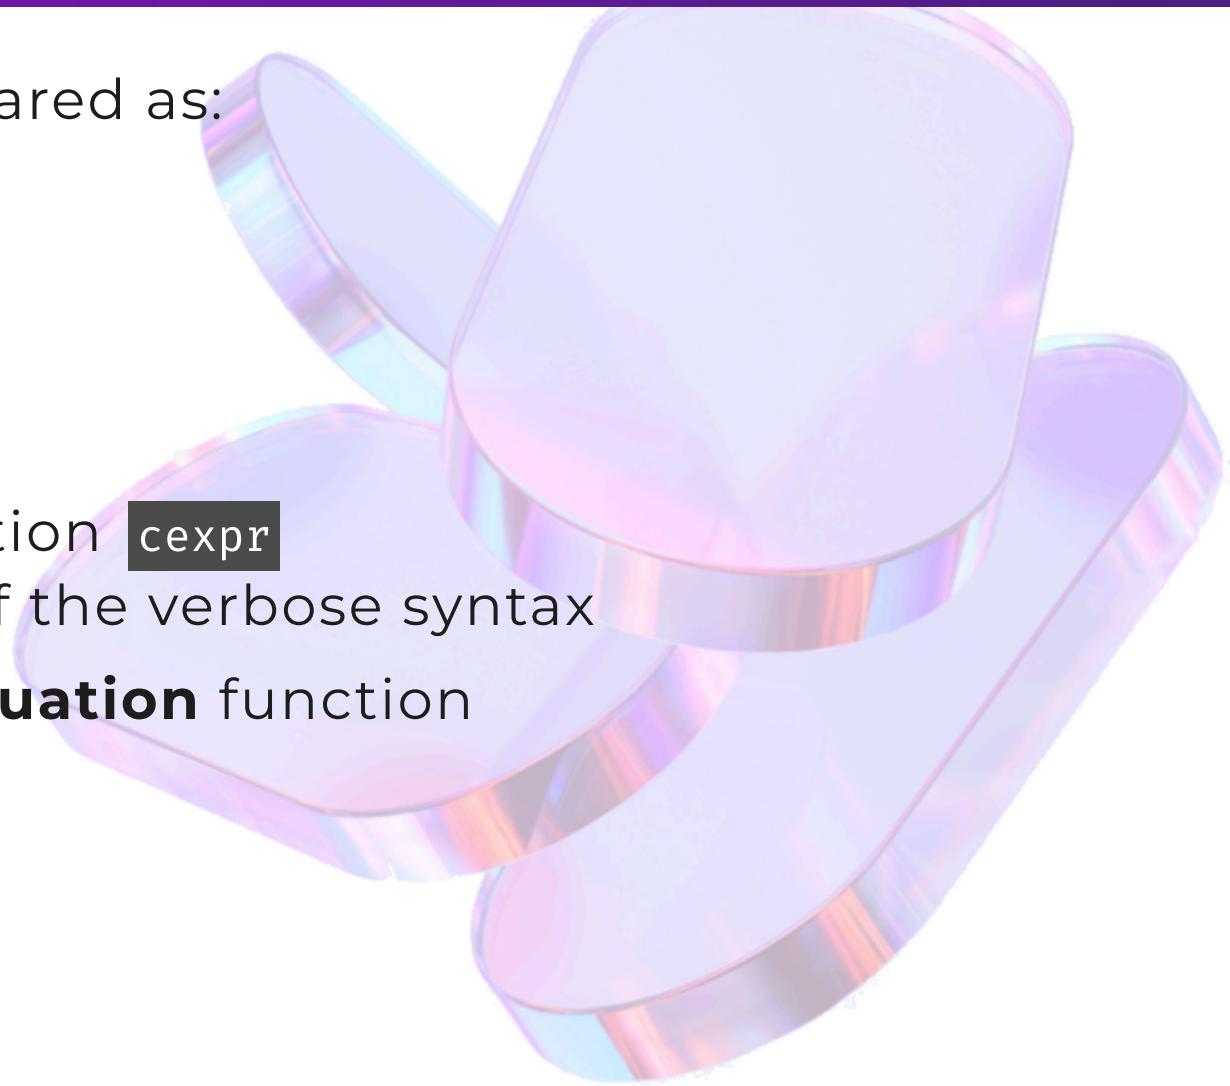 ared as:
tion cexpr
f the verbose syntax
uation function